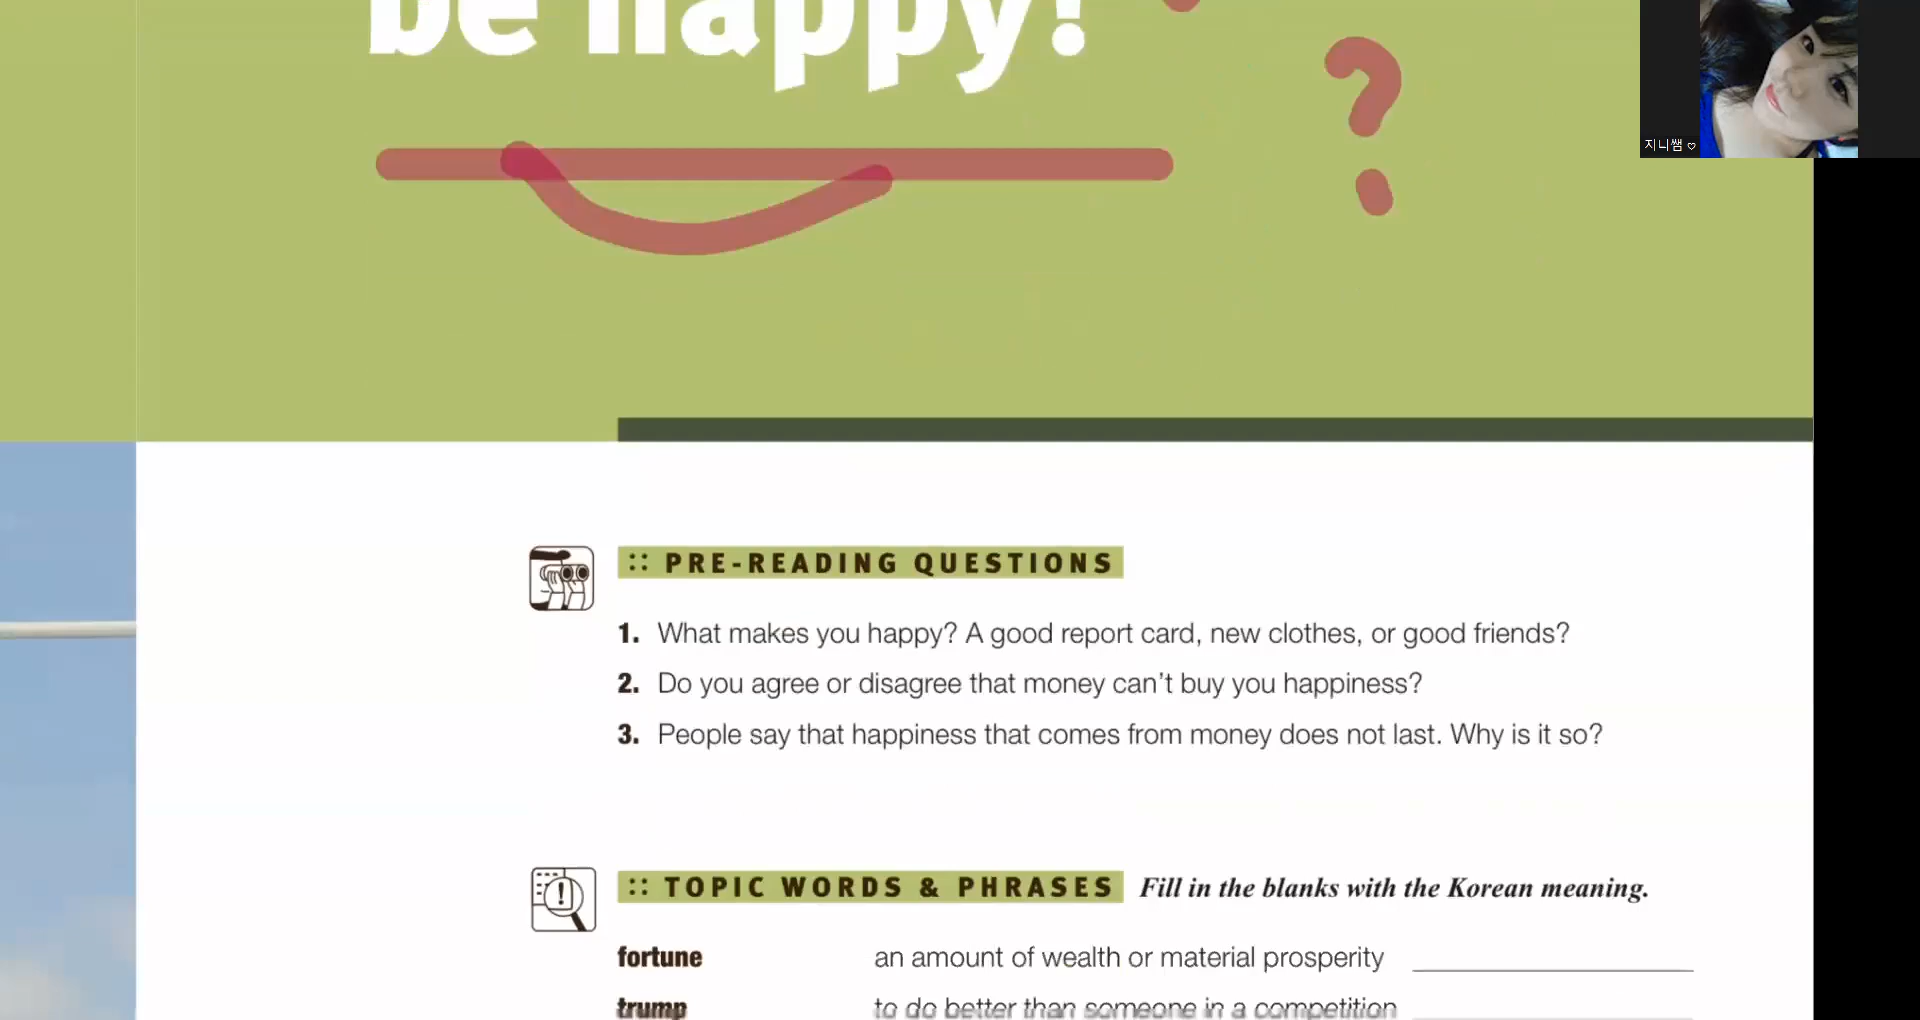 be happy!
?
지니쌤 ♡
:: PRE-READING QUESTIONS
1. What makes you happy? A good report card, new clothes, or good friends?
2. Do you agree or disagree that money can't buy you happiness?
3. People say that happiness that comes from money does not last. Why is it so?
:: TOPIC WORDS & PHRASES Fill in the blanks with the Korean meaning.
fortune an amount of wealth or material prosperity
trump to do better than someone in a competition